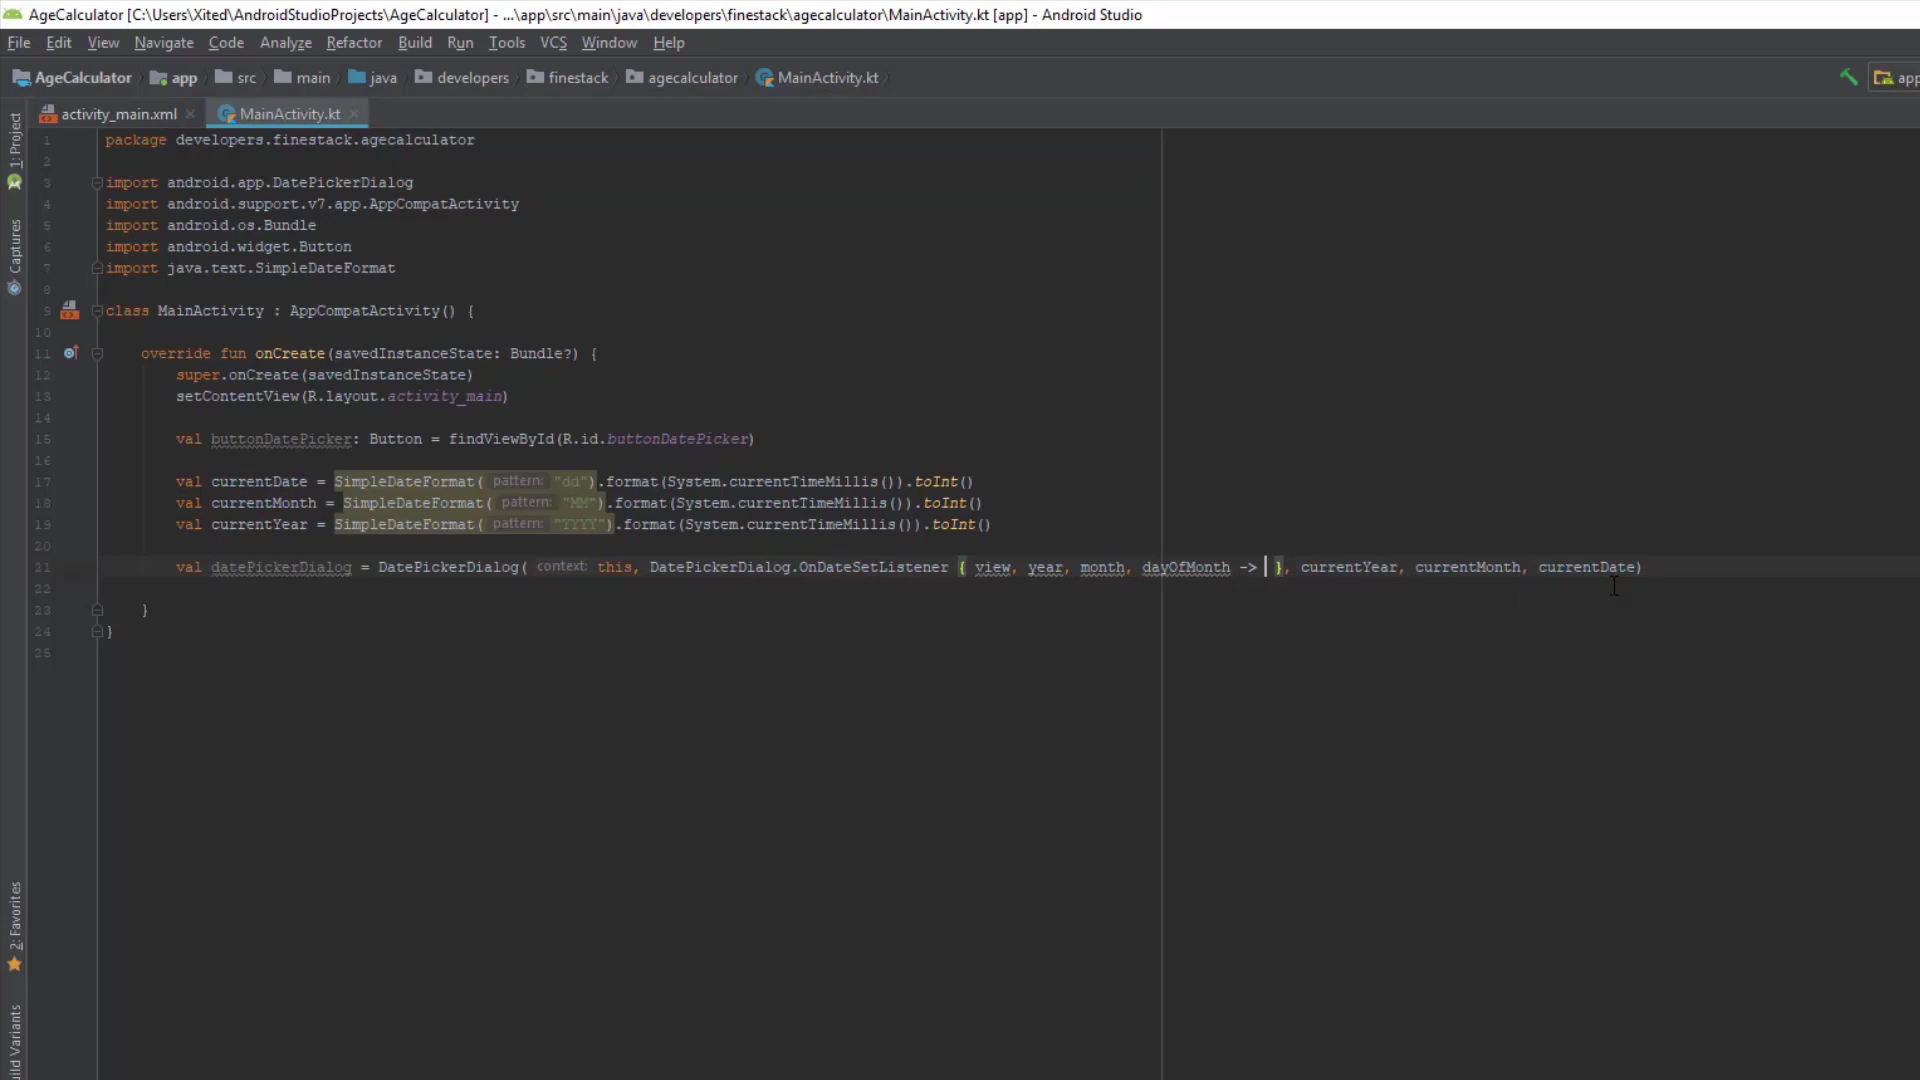 AgeCalculator [C:\Users\Xited\AndroidStudioProjects\AgeCalculator] - ...\app\src\main\java\developers\finestack\agecalculator\MainActivity.kt [app] - Android Studio
File Edit View Navigate Code Analyze Refactor Build Run Tools VCS Window Help
AgeCalculator app src main java developers finestack agecalculator MainActivity.kt app
activity_main.xml MainActivity.kt
1: Project
Captures
2: Favorites
ild Variants
1 package developers.finestack.agecalculator
2
3 import android.app.DatePickerDialog
4 import android.support.v7.app.AppCompatActivity
5 import android.os.Bundle
6 import android.widget.Button
7 import java.text.SimpleDateFormat
8
9 class MainActivity : AppCompatActivity() {
10
11 override fun onCreate(savedInstanceState: Bundle?) {
12 super.onCreate(savedInstanceState)
13 setContentView(R.layout.activity_main)
14
15 val buttonDatePicker: Button = findViewById(R.id.buttonDatePicker)
16
17 val currentDate = SimpleDateFormat( pattern: "dd").format(System.currentTimeMillis()).toInt()
18 val currentMonth = SimpleDateFormat( pattern: "MM").format(System.currentTimeMillis()).toInt()
19 val currentYear = SimpleDateFormat( pattern: "YYYY").format(System.currentTimeMillis()).toInt()
20
21 val datePickerDialog = DatePickerDialog( context: this, DatePickerDialog.OnDateSetListener { view, year, month, dayOfMonth -> }, currentYear, currentMonth, currentDate)
22
23 }
24 }
25